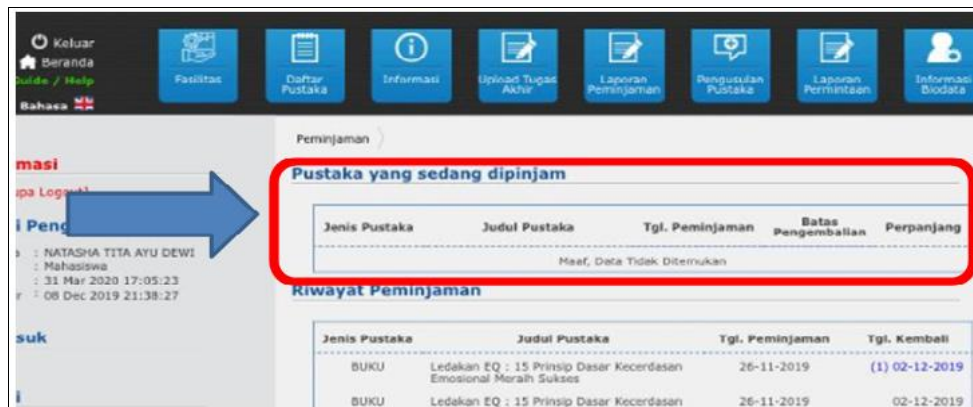 Keluar
Beranda
Guide / Help
Bahasa
Fasilitas
Daftar
Pustaka
Informasi
Upload Tugas
Akhir
Laporan
Peminjaman
Pengusulan
Pustaka
Laporan
Permintaan
Informasi
Biodata
Peminjaman
masi
upa Logout]
i Peng
: NATASHA TITA AYU DEWI
: Mahasiswa
: 31 Mar 2020 17:05:23
r : 08 Dec 2019 21:38:27
suk
i
Pustaka yang sedang dipinjam
Jenis Pustaka Judul Pustaka Tgl. Peminjaman Batas Pengembalian Perpanjang
Maaf, Data Tidak Ditemukan
Riwayat Peminjaman
Jenis Pustaka Judul Pustaka Tgl. Peminjaman Tgl. Kembali
BUKU Ledakan EQ : 15 Prinsip Dasar Kecerdasan 26-11-2019 (1) 02-12-2019
Emosional Meraih Sukses
BUKU Ledakan EQ : 15 Prinsip Dasar Kecerdasan 26-11-2019 02-12-2019